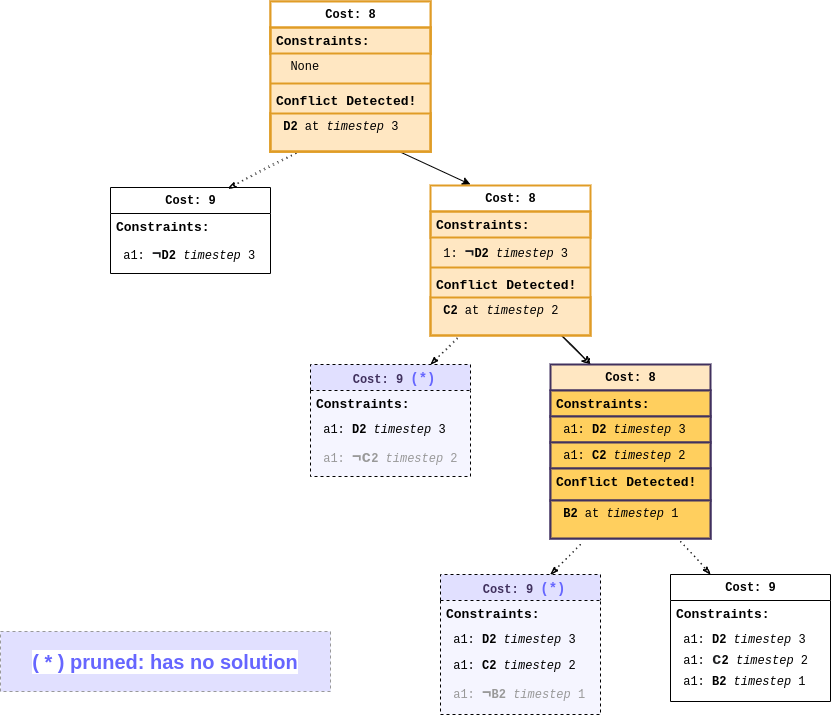 Cost: 8
Constraints:
None
Conflict Detected!
D2 at timestep 3
Cost: 9
Constraints:
a1: ¬D2 timestep 3
Cost: 8
Constraints:
1: ¬D2 timestep 3
Conflict Detected!
C2 at timestep 2
Cost: 9 (*)
Constraints:
a1: D2 timestep 3
a1: ¬C2 timestep 2
Cost: 8
Constraints:
a1: D2 timestep 3
a1: C2 timestep 2
Conflict Detected!
B2 at timestep 1
Cost: 9 (*)
Constraints:
a1: D2 timestep 3
a1: C2 timestep 2
a1: ¬B2 timestep 1
Cost: 9
Constraints:
a1: D2 timestep 3
a1: C2 timestep 2
a1: B2 timestep 1
( * ) pruned: has no solution